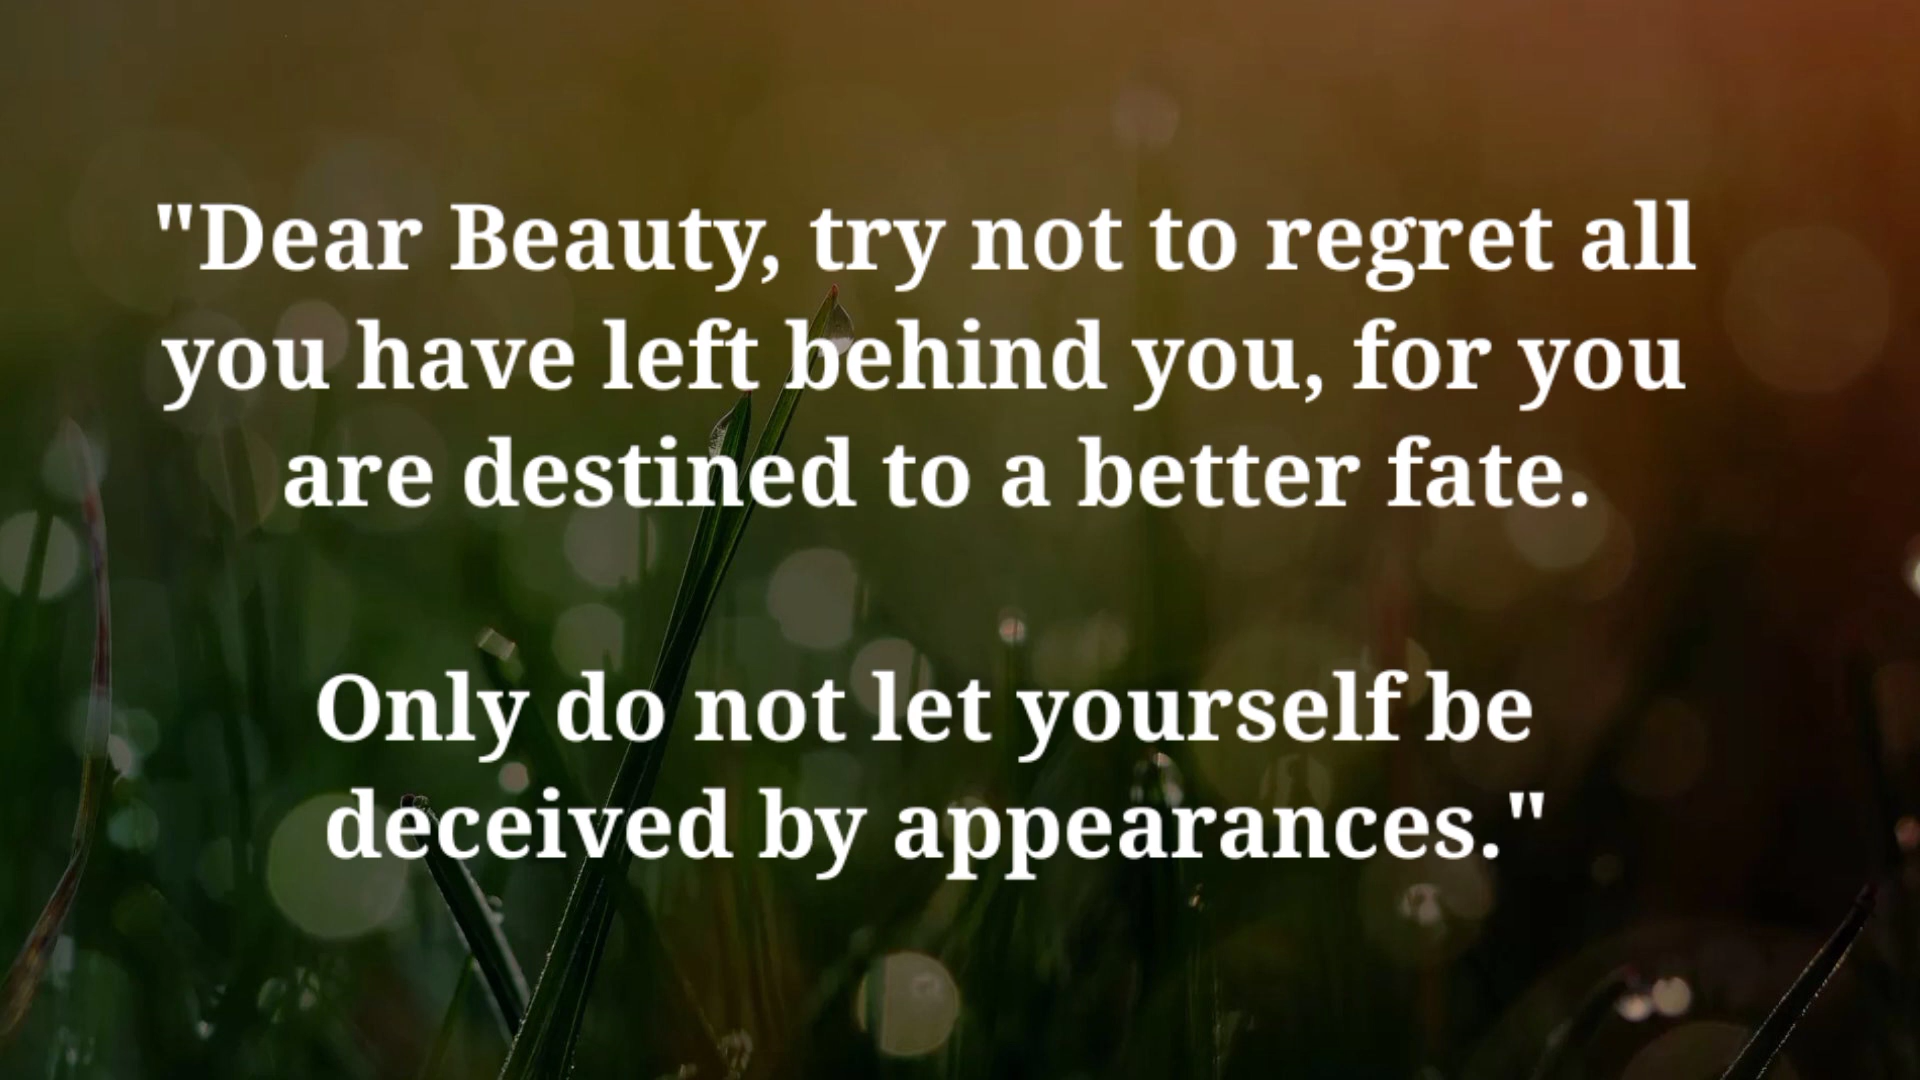 "Dear Beauty, try not to regret all
you have left behind you, for you
are destined to a better fate.
Only do not let yourself be
deceived by appearances."